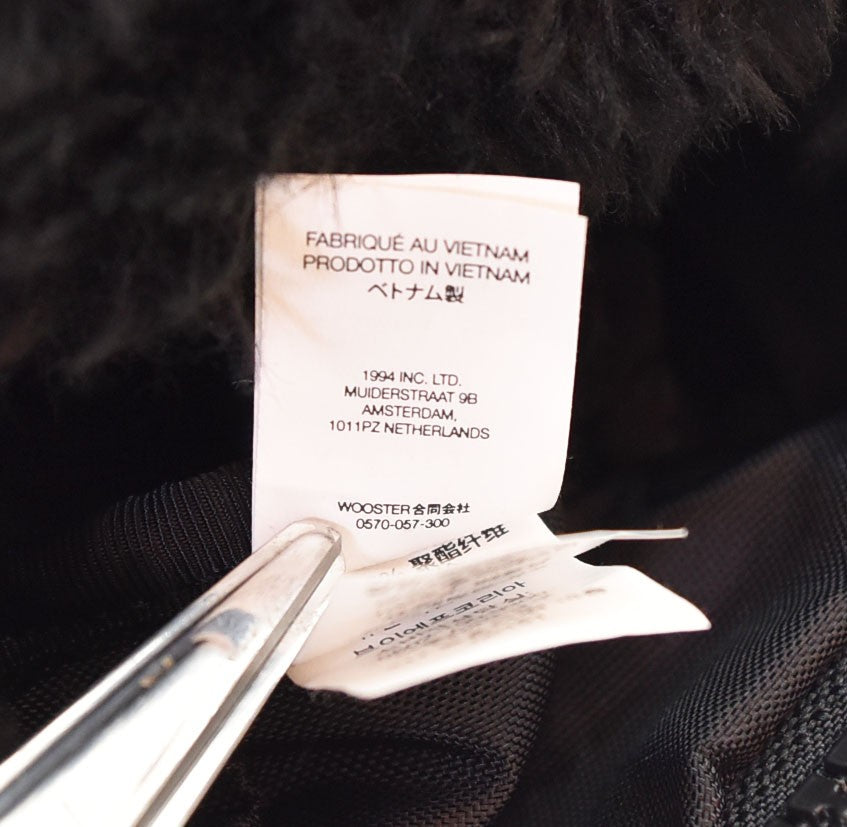 FABRIQUÉ AU VIETNAM
PRODOTTO IN VIETNAM
ベトナム製
1994 INC. LTD.
MUIDERSTRAAT 9B
AMSTERDAM,
1011PZ NETHERLANDS
WOOSTER合同会社
0570-057-300
% 聚酯纤维